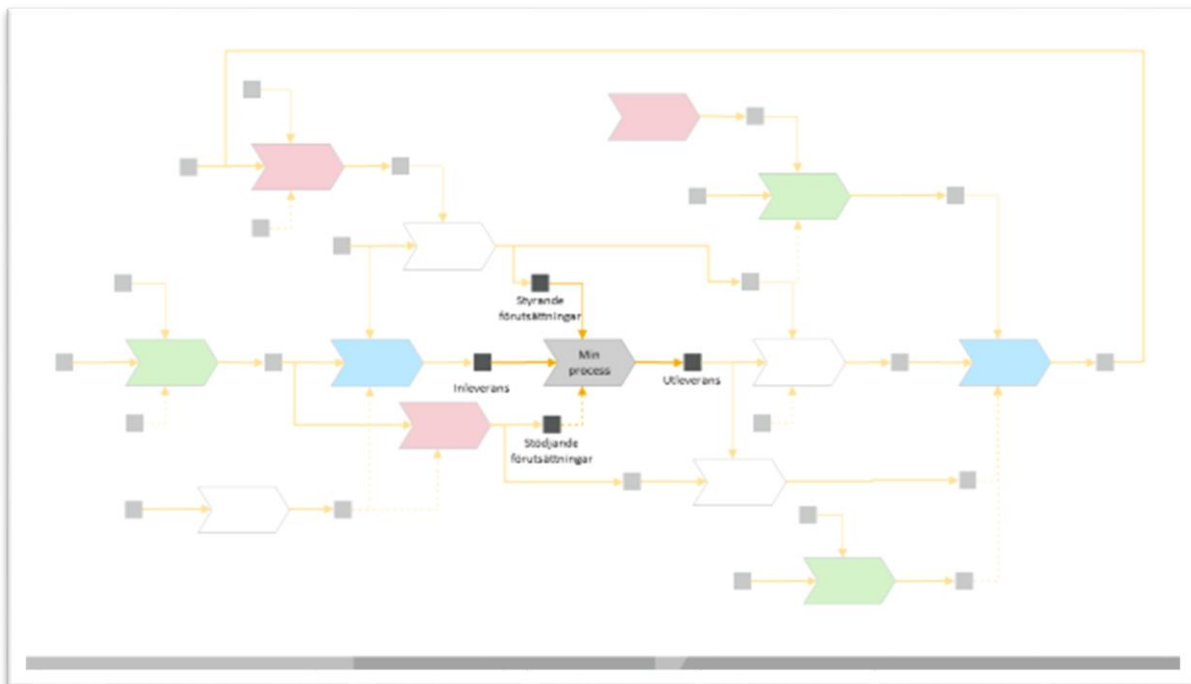 Styrande
förutsättningar
Min
process
Inleverans
Utleverans
Stödjande
förutsättningar